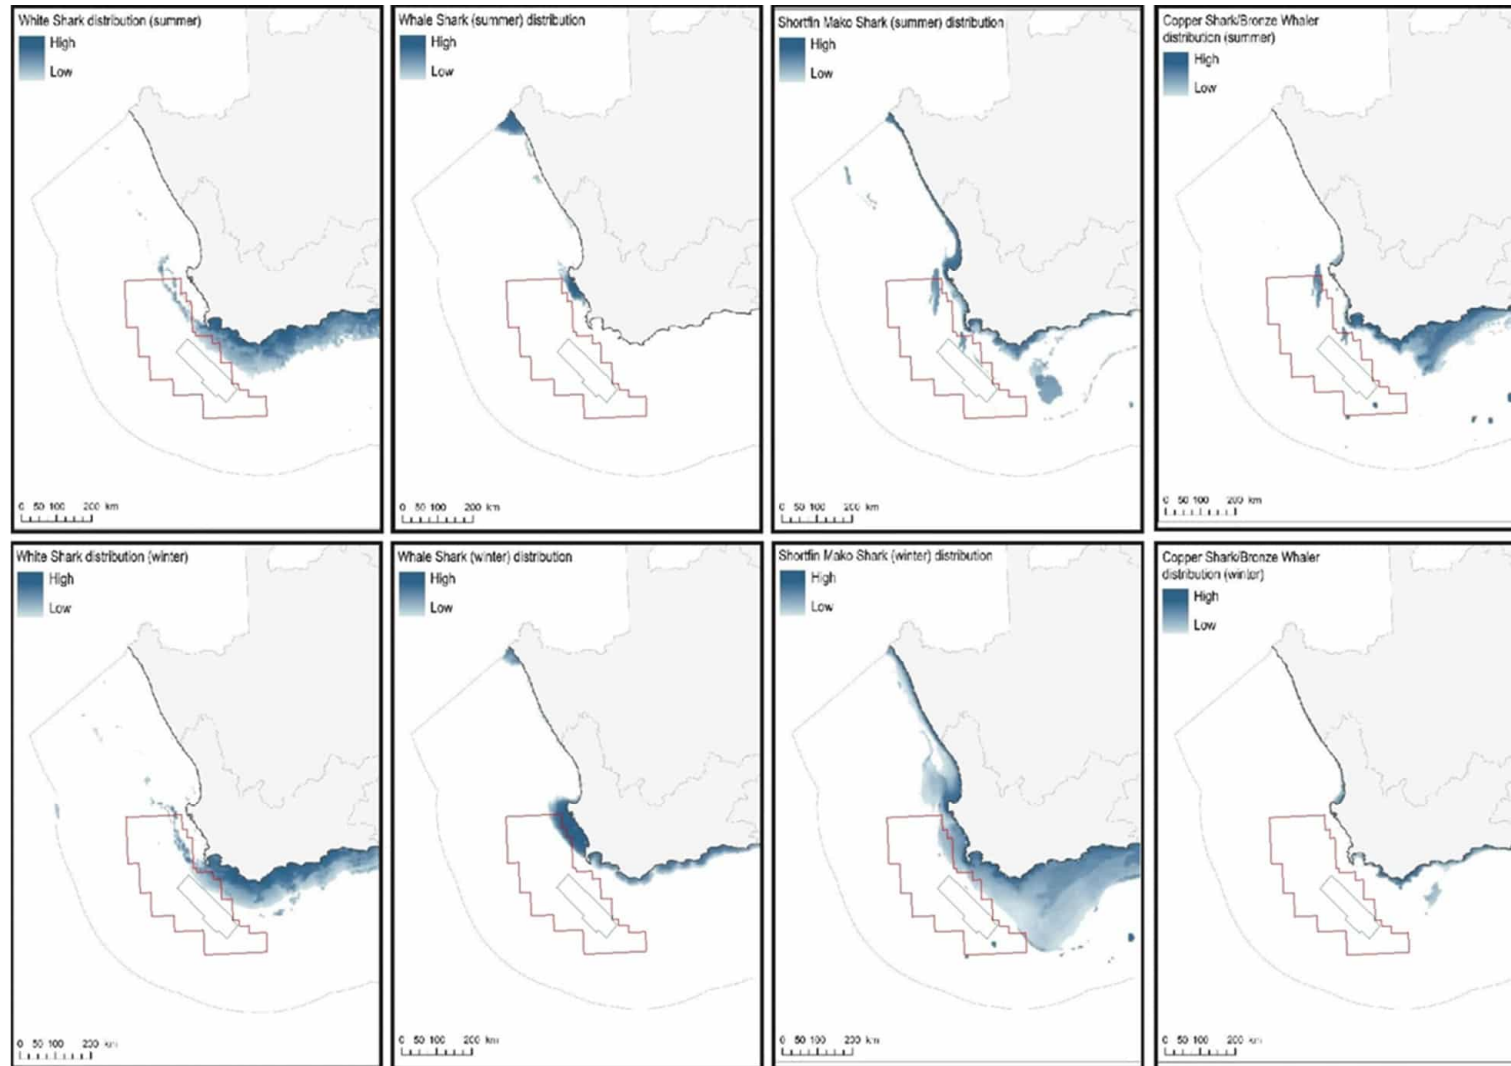 White Shark distribution (summer)
High
Low
0 50 100 200 km
Whale Shark (summer) distribution
High
Low
0 50 100 200 km
Shortfin Mako Shark (summer) distribution
High
Low
0 50 100 200 km
Copper Shark/Bronze Whaler
distribution (summer)
High
Low
0 50 100 200 km
White Shark distribution (winter)
High
Low
0 50 100 200 km
Whale Shark (winter) distribution
High
Low
0 50 100 200 km
Shortfin Mako Shark (winter) distribution
High
Low
0 50 100 200 km
Copper Shark/Bronze Whaler
distribution (winter)
High
Low
0 50 100 200 km